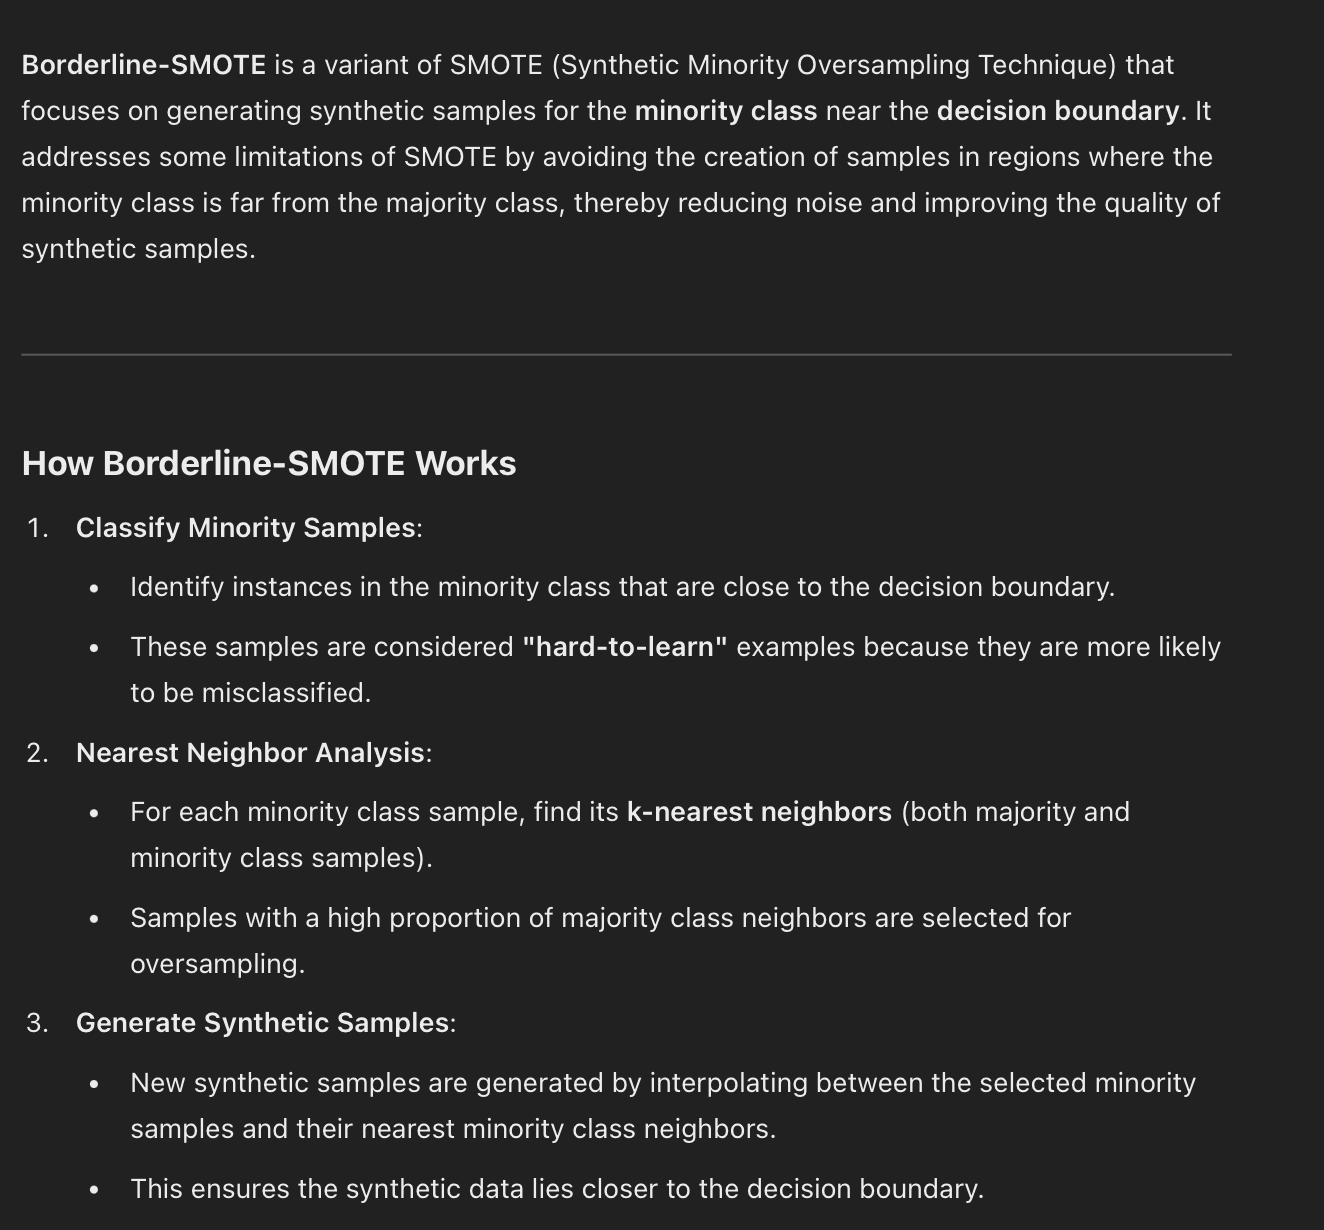 Borderline-SMOTE is a variant of SMOTE (Synthetic Minority Oversampling Technique) that
focuses on generating synthetic samples for the minority class near the decision boundary. It
addresses some limitations of SMOTE by avoiding the creation of samples in regions where the
minority class is far from the majority class, thereby reducing noise and improving the quality of
synthetic samples.
How Borderline-SMOTE Works
1. Classify Minority Samples:
• Identify instances in the minority class that are close to the decision boundary.
• These samples are considered "hard-to-learn" examples because they are more likely
to be misclassified.
2. Nearest Neighbor Analysis:
• For each minority class sample, find its k-nearest neighbors (both majority and
minority class samples).
• Samples with a high proportion of majority class neighbors are selected for
oversampling.
3. Generate Synthetic Samples:
• New synthetic samples are generated by interpolating between the selected minority
samples and their nearest minority class neighbors.
• This ensures the synthetic data lies closer to the decision boundary.